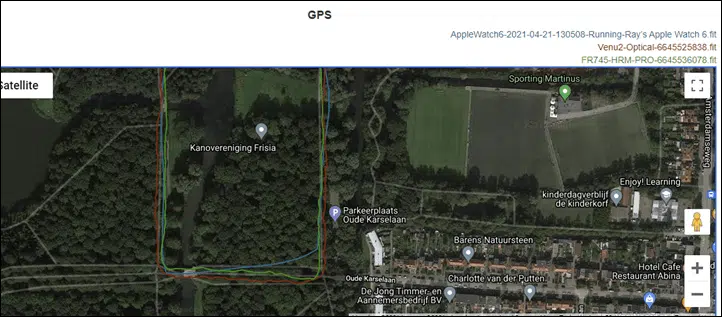 GPS
AppleWatch6-2021-04-21-130508-Running-Ray's Apple Watch 6.fit
Venu2-Optical-6645525838.fit
FR745-HRM-PRO-6645536078.fit
Satellite
Sporting Martinus
Amsterdamseweg
Kanovereniging Frisia
Enjoy! Learning
kinderdagverblijf
de kinderkorf
P
Parkeerplaats
Oude Karselaan
Bärens Natuursteen
Oude Karselaan
Charlotte van der Putten
Hotel Cafe
Restaurant Abina
De Jong Timmer- en
Aannemersbedrijf BV